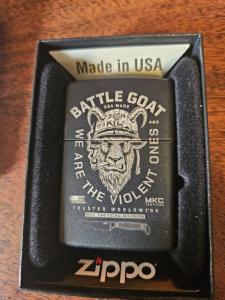 Made in USA
BATTLE GOAT
USA MADE
WE ARE THE VIOLENT ONES
MKC
TRUSTED WORLDWIDE
zippo